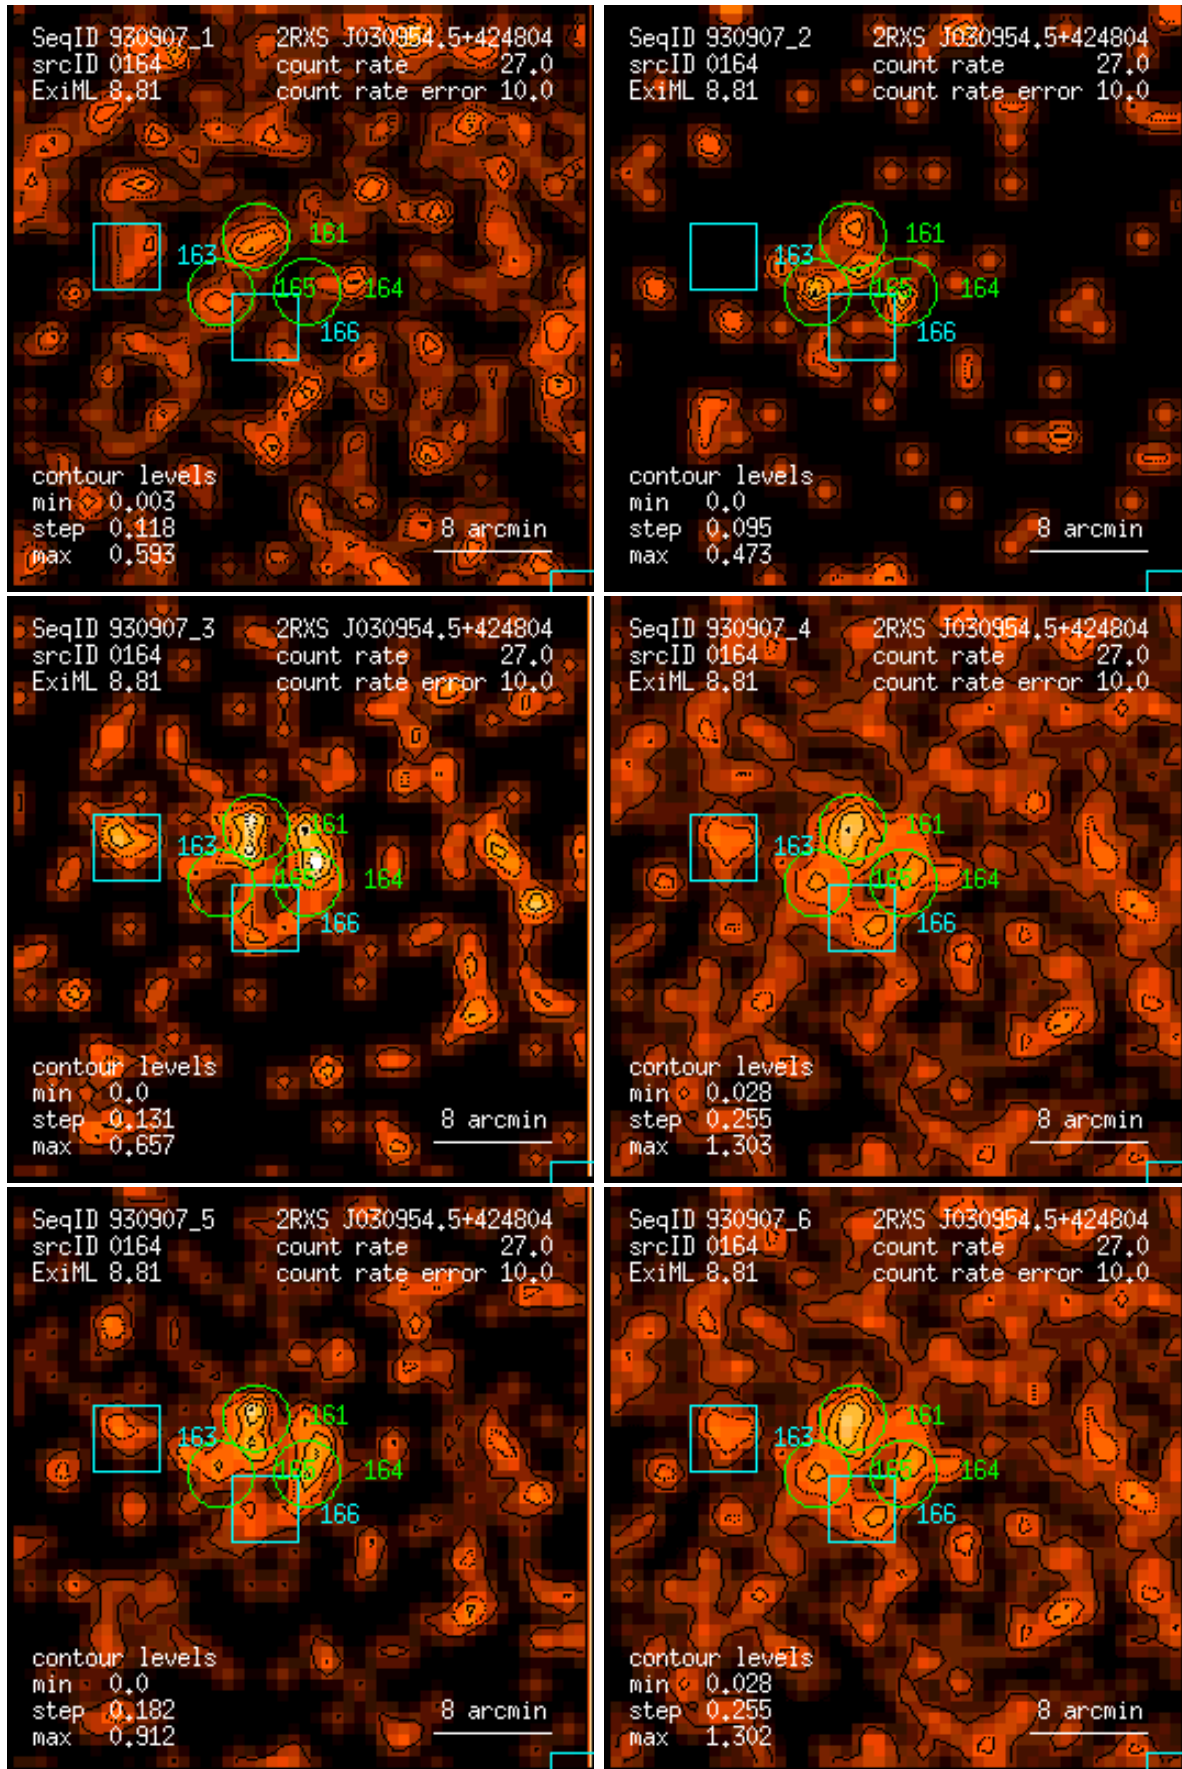 SeqID 930907_1 2RXS J030954.5+424804
srcID 0164 count rate 27.0
ExiML 8.81 count rate error 10.0
161
163
165 164
166
contour levels
min 0.003
step 0.118 8 arcmin
max 0.593
SeqID 930907_2 2RXS J030954.5+424804
srcID 0164 count rate 27.0
ExiML 8.81 count rate error 10.0
161
163
165 164
166
contour levels
min 0.0
step 0.095 8 arcmin
max 0.473
SeqID 930907_3 2RXS J030954.5+424804
srcID 0164 count rate 27.0
ExiML 8.81 count rate error 10.0
161
163
165 164
166
contour levels
min 0.0
step 0.131 8 arcmin
max 0.657
SeqID 930907_4 2RXS J030954.5+424804
srcID 0164 count rate 27.0
ExiML 8.81 count rate error 10.0
161
163
165 164
166
contour levels
min 0.028
step 0.255 8 arcmin
max 1.303
SeqID 930907_5 2RXS J030954.5+424804
srcID 0164 count rate 27.0
ExiML 8.81 count rate error 10.0
161
163
165 164
166
contour levels
min 0.0
step 0.182 8 arcmin
max 0.912
SeqID 930907_6 2RXS J030954.5+424804
srcID 0164 count rate 27.0
ExiML 8.81 count rate error 10.0
161
163
165 164
166
contour levels
min 0.028
step 0.255 8 arcmin
max 1.302